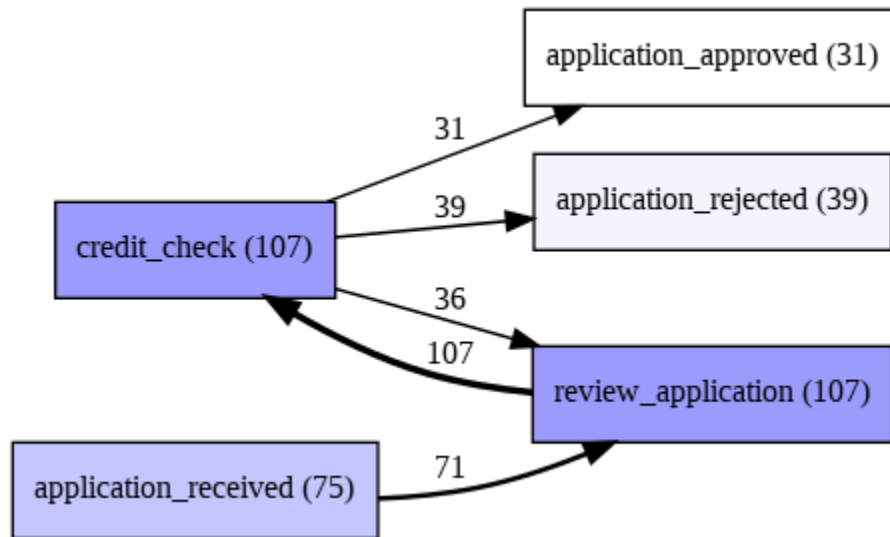 application_approved (31)
31
application_rejected (39)
39
credit_check (107)
36
107
review_application (107)
71
application_received (75)